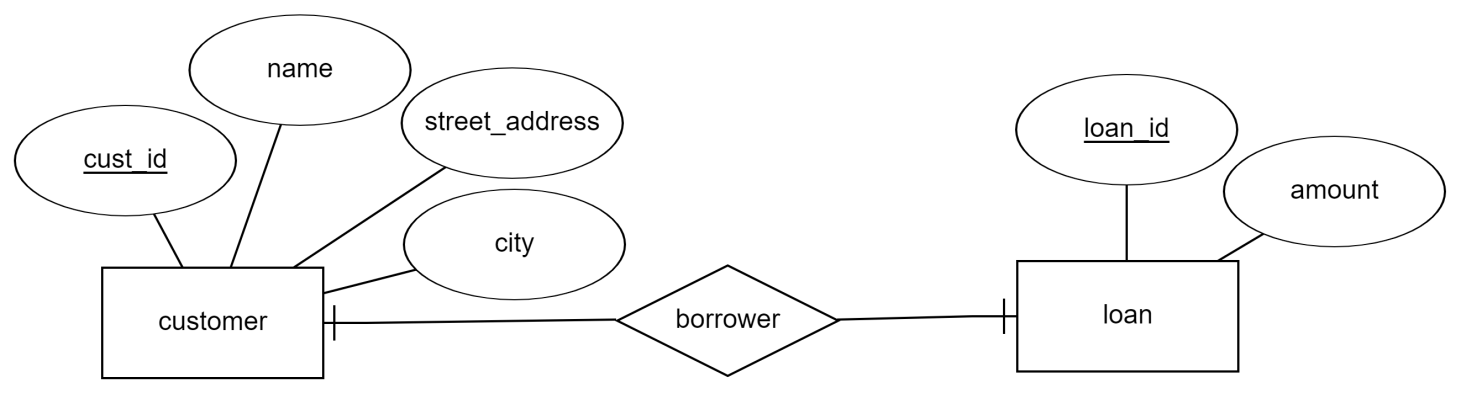 name
street_address
cust_id
loan_id
amount
city
customer
borrower
loan